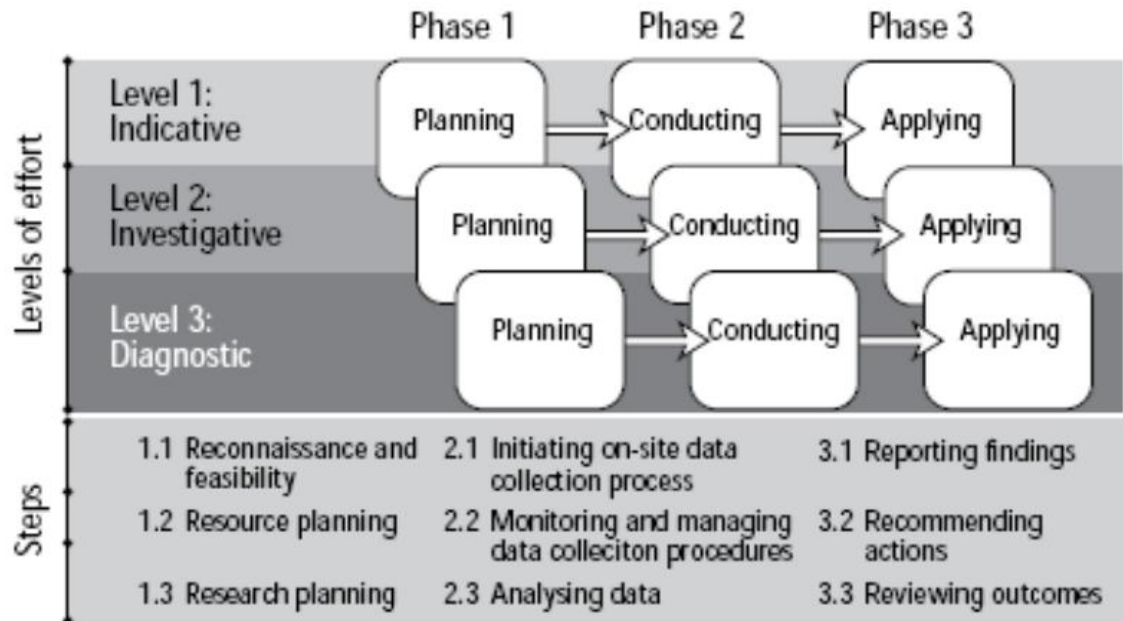 Phase 1 Phase 2 Phase 3
Levels of effort
Level 1:
Indicative
Planning Conducting Applying
Level 2:
Investigative
Planning Conducting Applying
Level 3:
Diagnostic
Planning Conducting Applying
Steps
1.1 Reconnaissance and
feasibility
1.2 Resource planning
1.3 Research planning
2.1 Initiating on-site data
collection process
2.2 Monitoring and managing
data colleciton procedures
2.3 Analysing data
3.1 Reporting findings
3.2 Recommending
actions
3.3 Reviewing outcomes